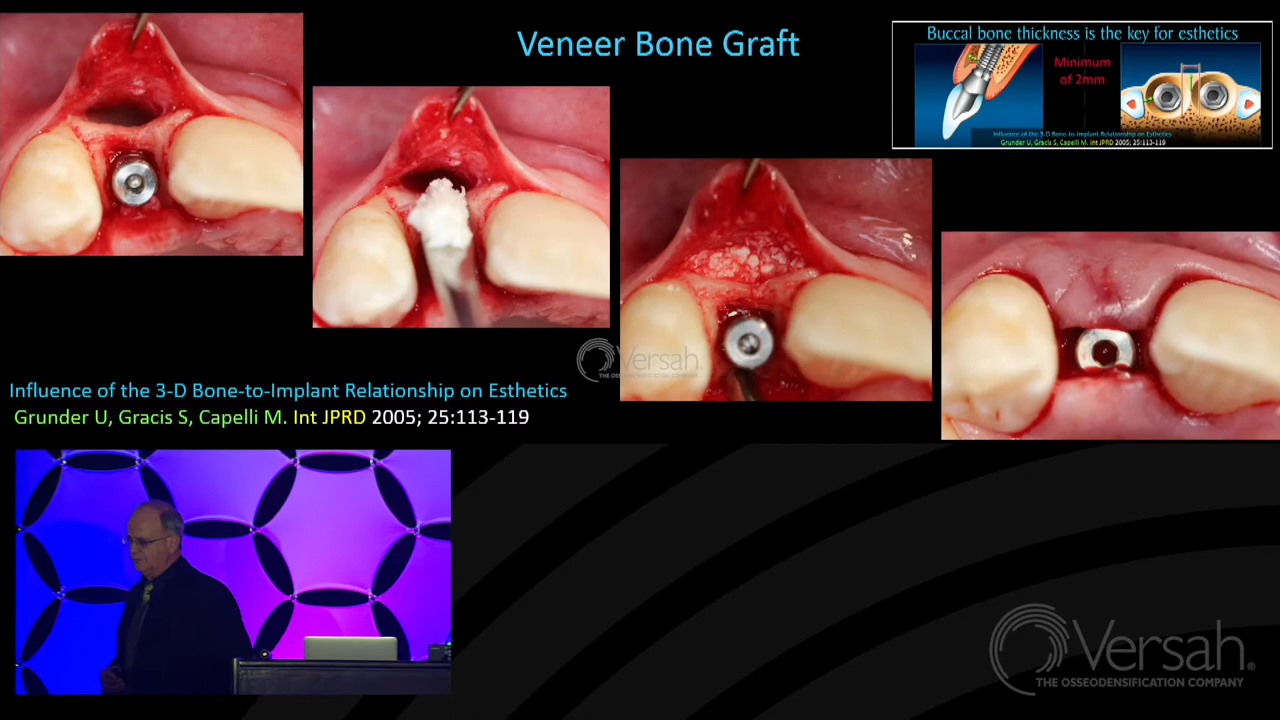 Veneer Bone Graft
Buccal bone thickness is the key for esthetics
Minimum
of 2mm
Influence of the 3-D Bone-to-Implant Relationship on Esthetics
Grunder U, Gracis S, Capelli M. Int JPRD 2005; 25:113-119
Versah.
THE OSSEODENSIFICATION COMPANY
Influence of the 3-D Bone-to-Implant Relationship on Esthetics
Grunder U, Gracis S, Capelli M. Int JPRD 2005; 25:113-119
Versah®
THE OSSEODENSIFICATION COMPANY